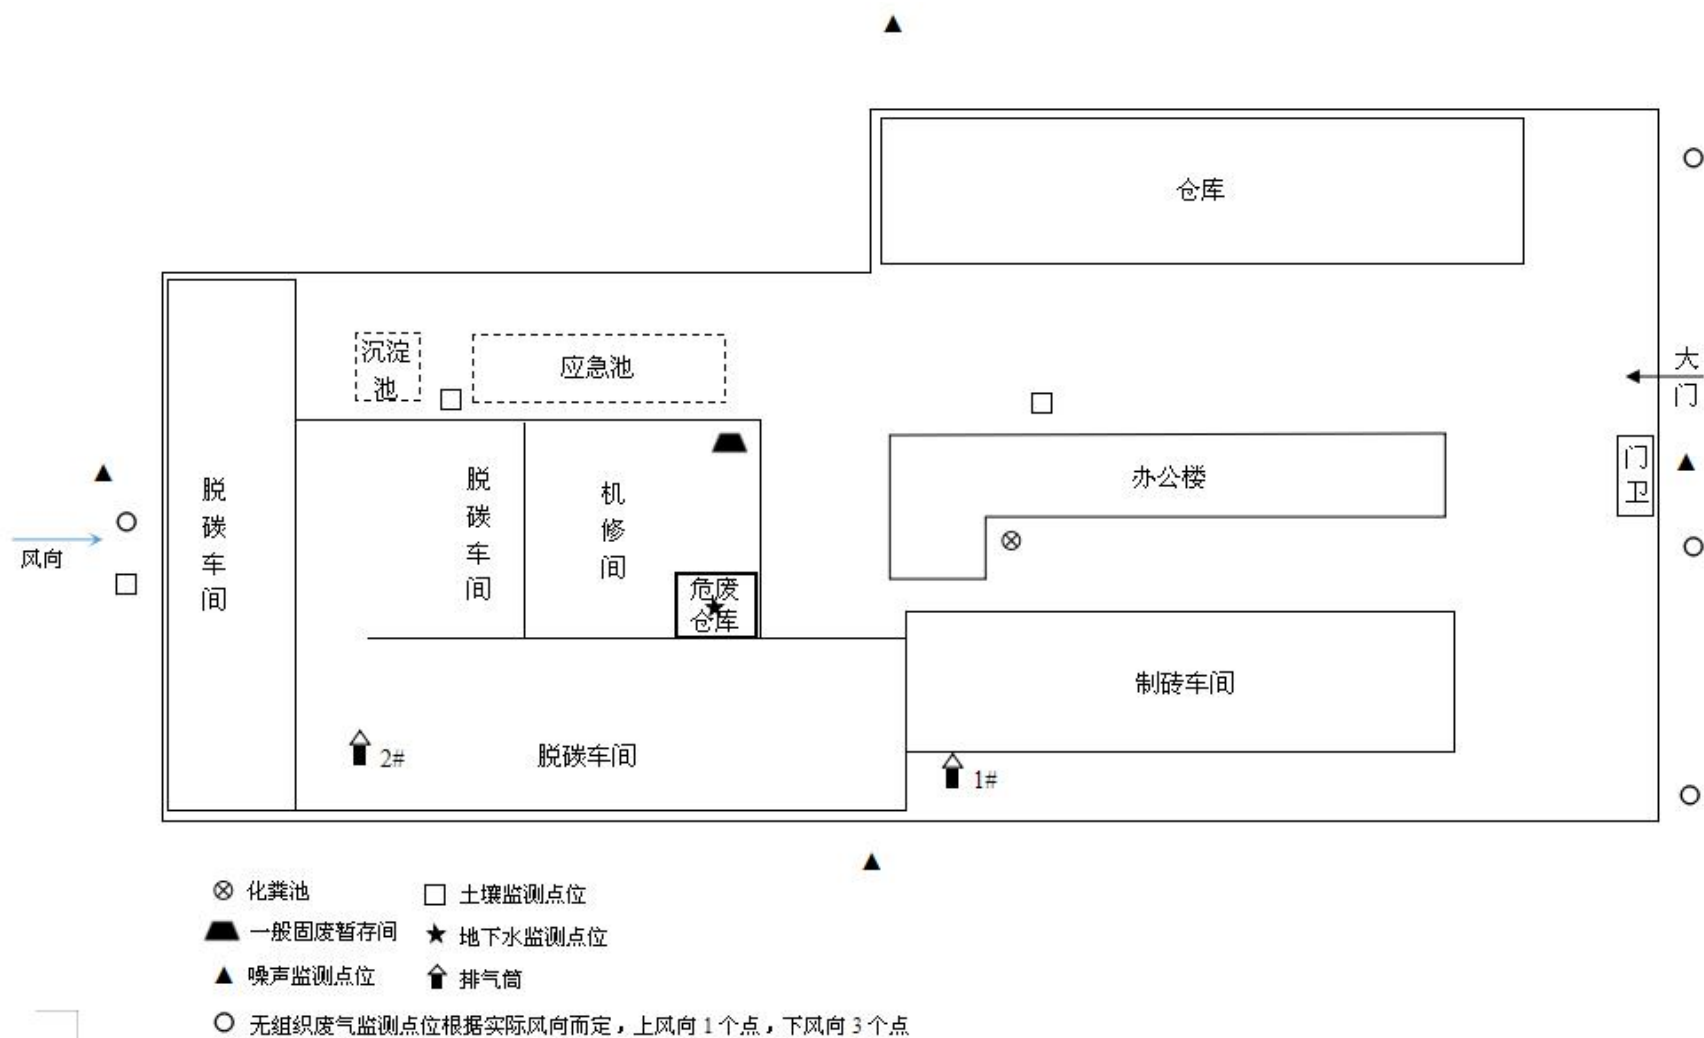 仓库
沉淀
池
应急池
大
门
脱
碳
车
间
脱
碳
车
间
机
修
间
办公楼
门
卫
风向
危废
仓库
制砖车间
2#
脱碳车间
1#
化粪池
土壤监测点位
一般固废暂存间
地下水监测点位
噪声监测点位
排气筒
无组织废气监测点位根据实际风向而定，上风向1个点，下风向3个点